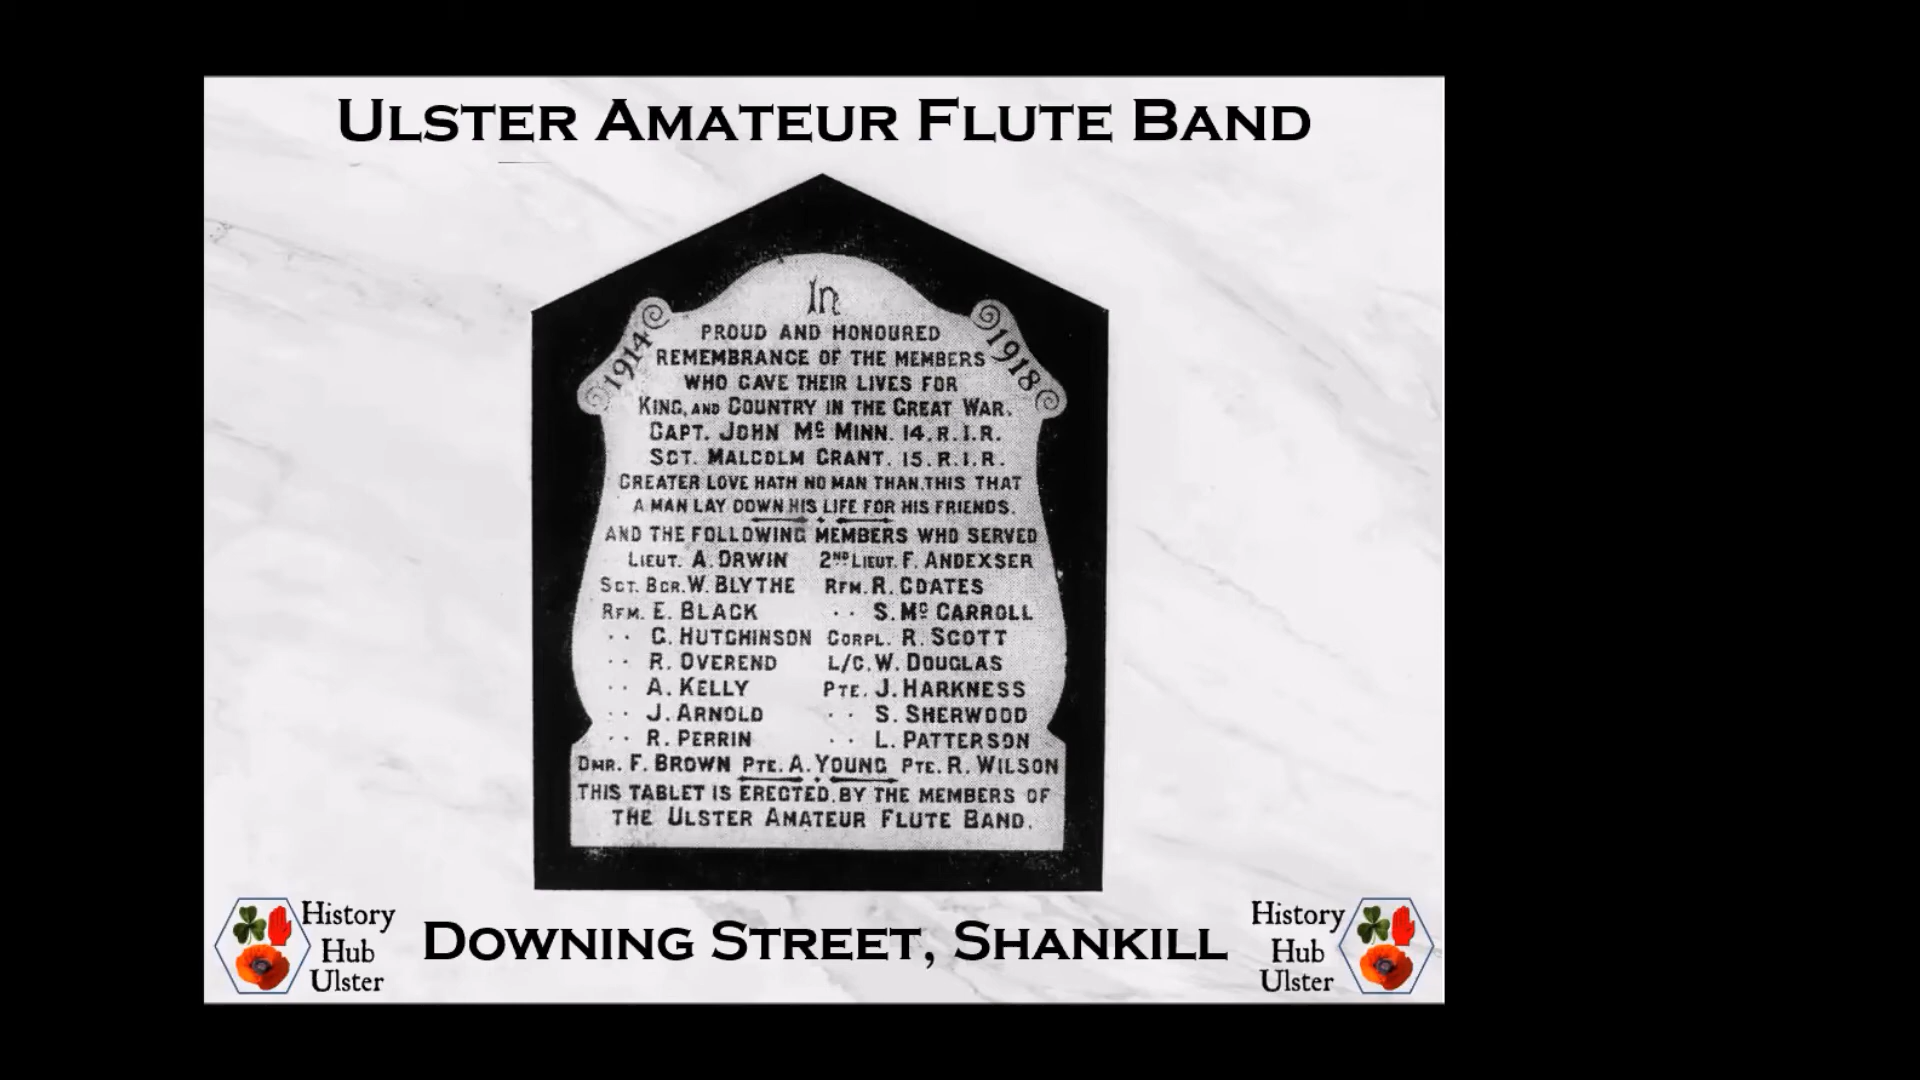 ULSTER AMATEUR FLUTE BAND
In
1914
1918
PROUD AND HONOURED
REMEMBRANCE OF THE MEMBERS
WHO GAVE THEIR LIVES FOR
KING, AND COUNTRY IN THE GREAT WAR.
CAPT. JOHN Mc MINN. 14. R.I.R.
SGT. MALCOLM GRANT. 15. R.I.R.
GREATER LOVE HATH NO MAN THAN THIS THAT
A MAN LAY DOWN HIS LIFE FOR HIS FRIENDS.
AND THE FOLLOWING MEMBERS WHO SERVED
LIEUT. A. ORWIN 2ND LIEUT. F. ANDEXSER
SGT. BGR. W. BLYTHE RFM. R. COATES
RFM. E. BLACK .. S. Mc CARROLL
.. C. HUTCHINSON CORPL. R. SCOTT
.. R. OVEREND L/C. W. DOUGLAS
.. A. KELLY PTE. J. HARKNESS
.. J. ARNOLD .. S. SHERWOOD
.. R. PERRIN .. L. PATTERSON
DMR. F. BROWN PTE. A. YOUNG PTE. R. WILSON
THIS TABLET IS ERECTED BY THE MEMBERS OF
THE ULSTER AMATEUR FLUTE BAND.
History
Hub
Ulster
DOWNING STREET, SHANKILL
History
Hub
Ulster